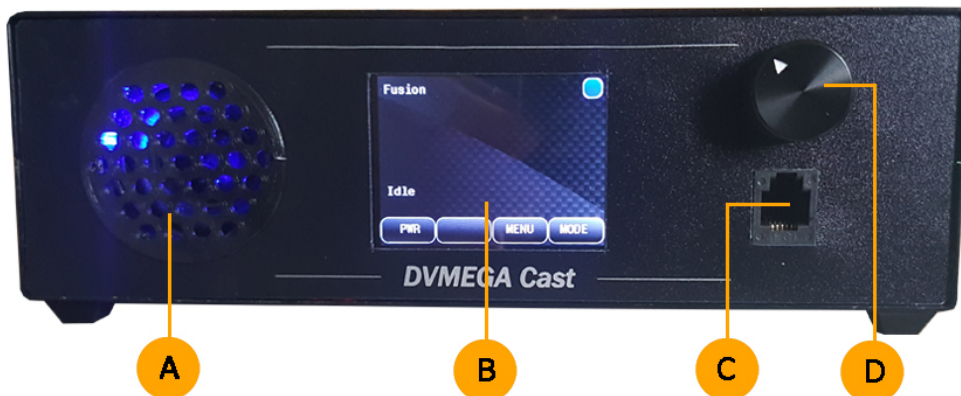 Fusion
Idle
PWR MENU MODE
DVMEGA Cast
A B C D